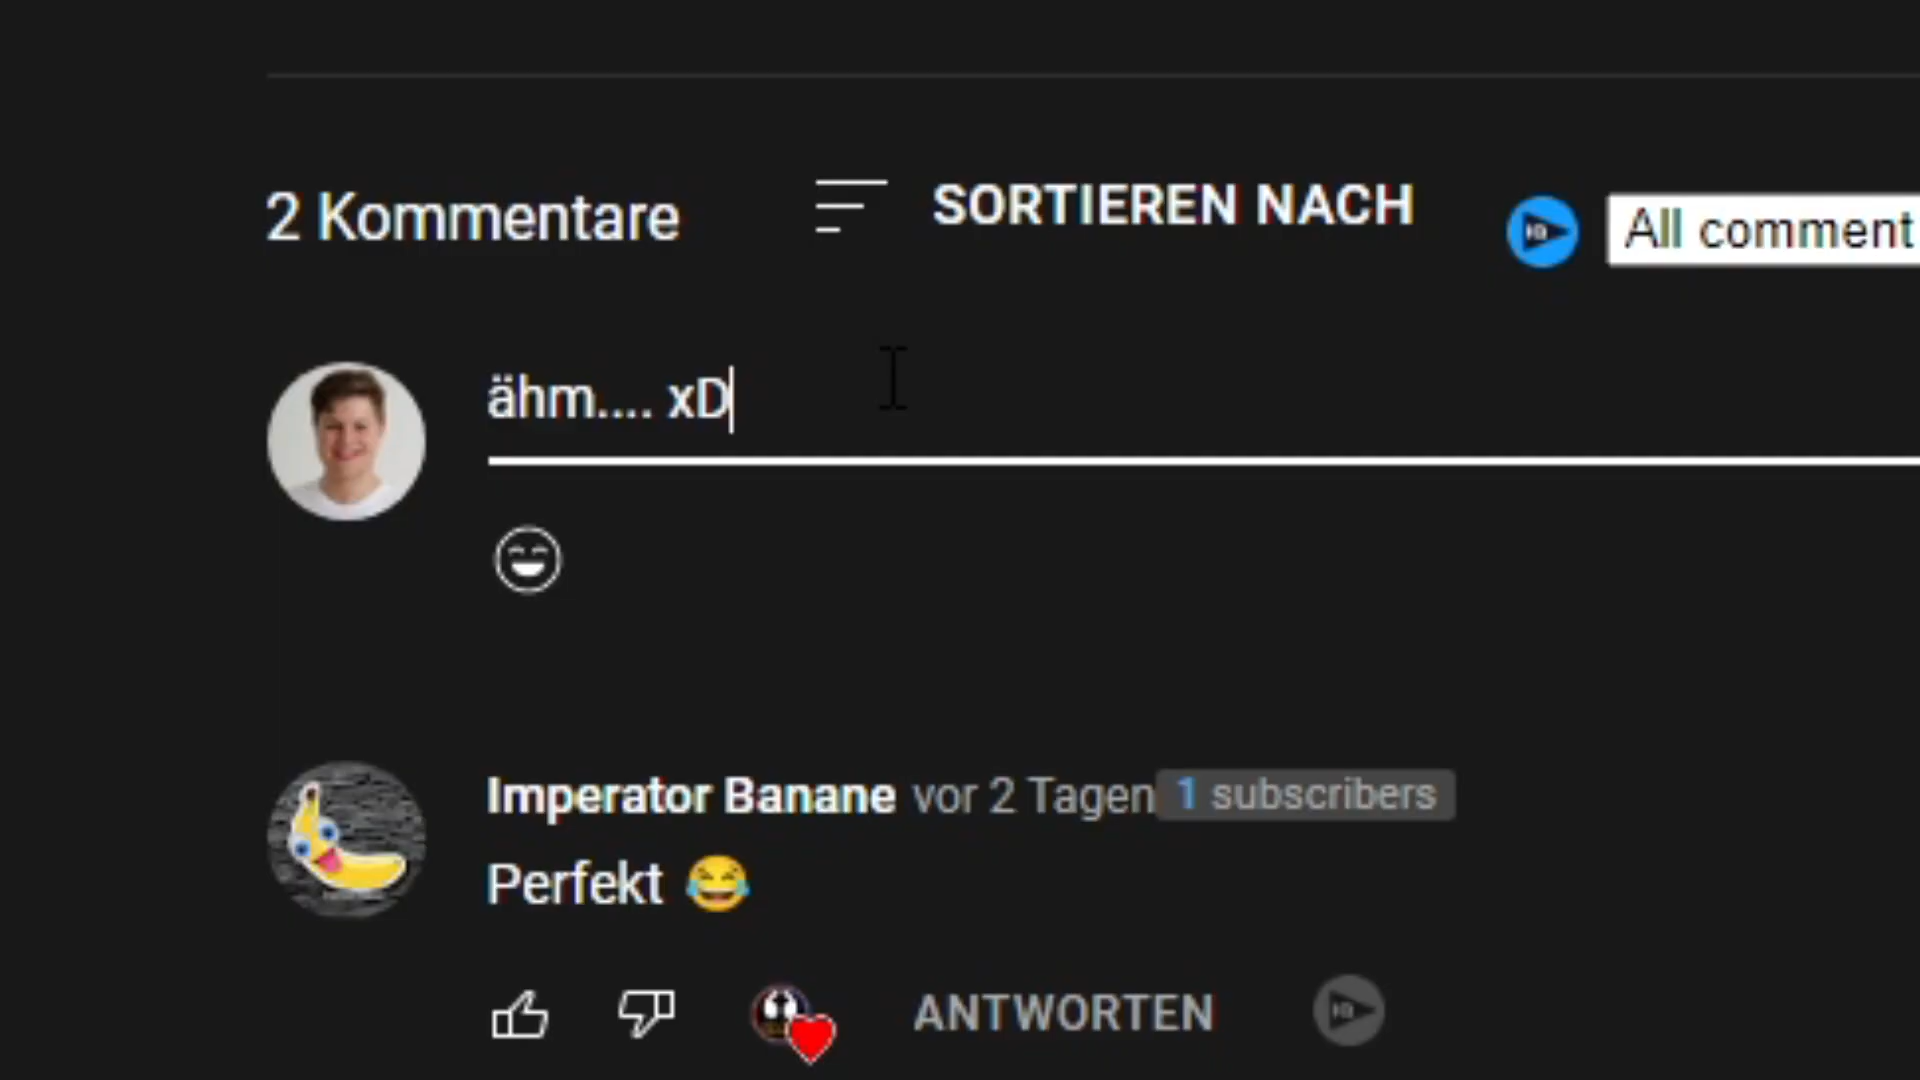 2 Kommentare
SORTIEREN NACH
All comment
ähm.... xD
Imperator Banane vor 2 Tagen 1 subscribers
Perfekt 😂
ANTWORTEN